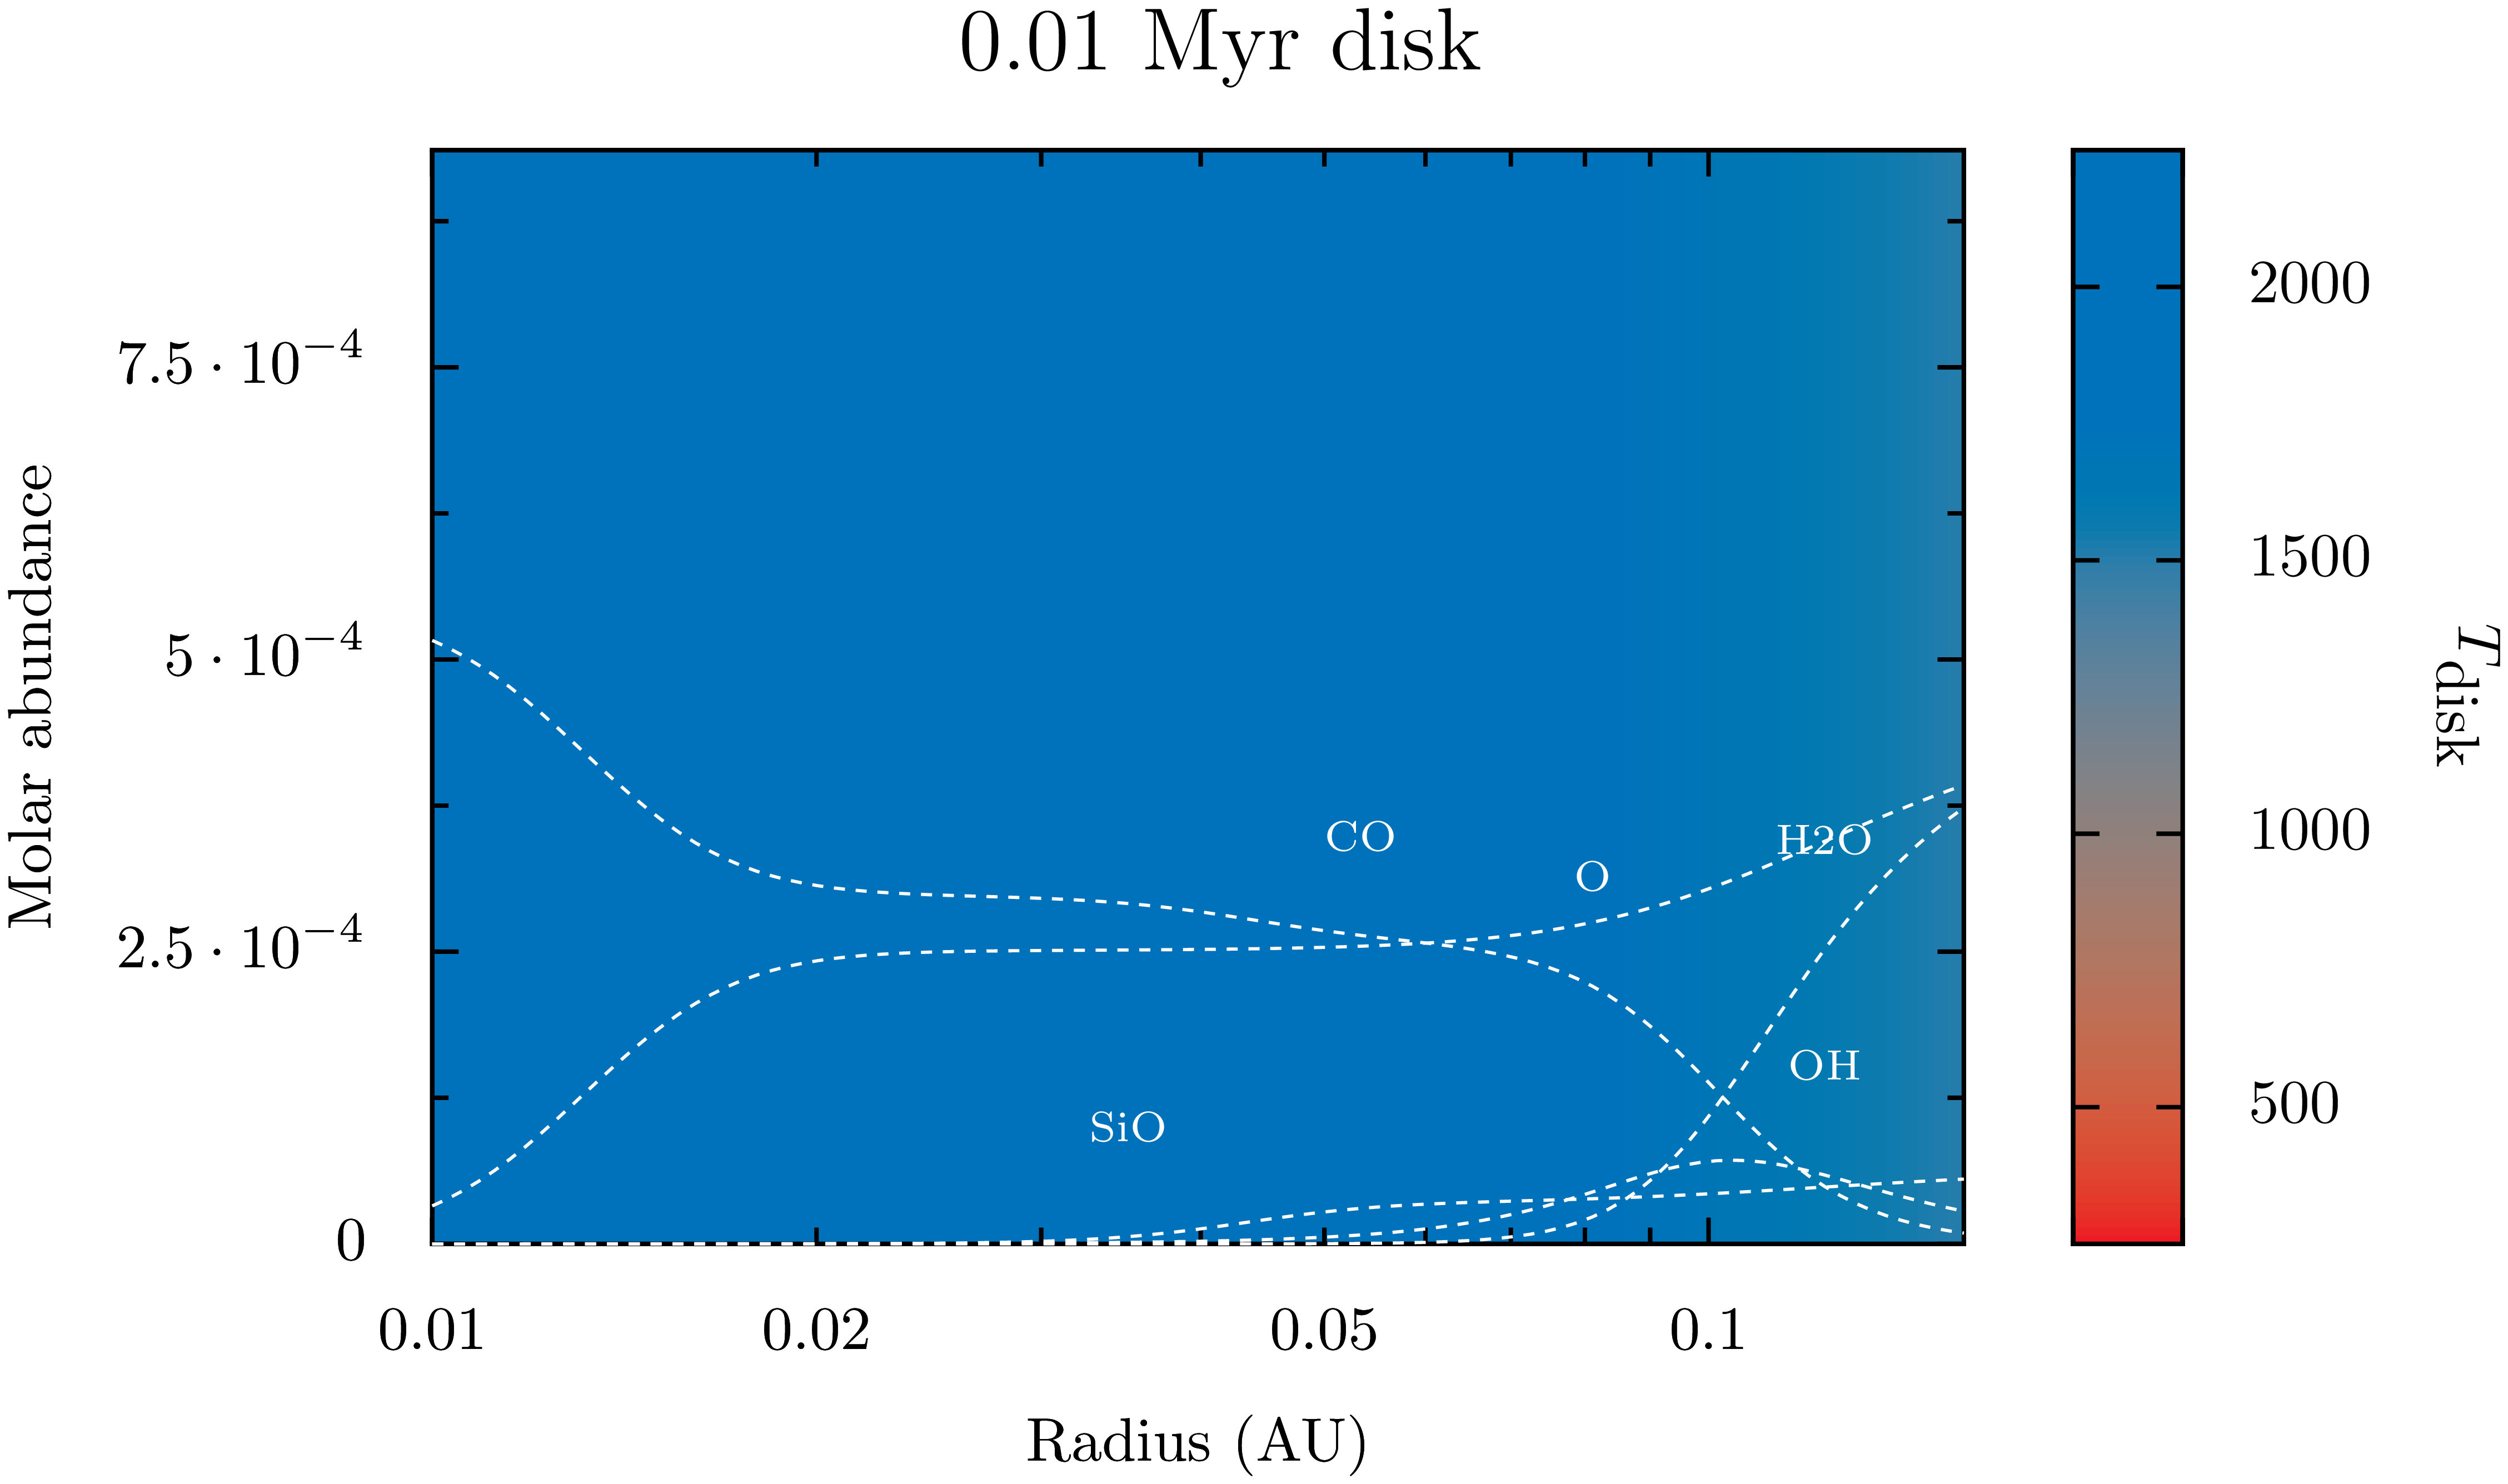 0.01 Myr disk
Molar abundance
7.5 · 10⁻⁴
5 · 10⁻⁴
2.5 · 10⁻⁴
0
0.01
0.02
0.05
0.1
Radius (AU)
CO
O
H2O
OH
SiO
2000
1500
1000
500
T_disk